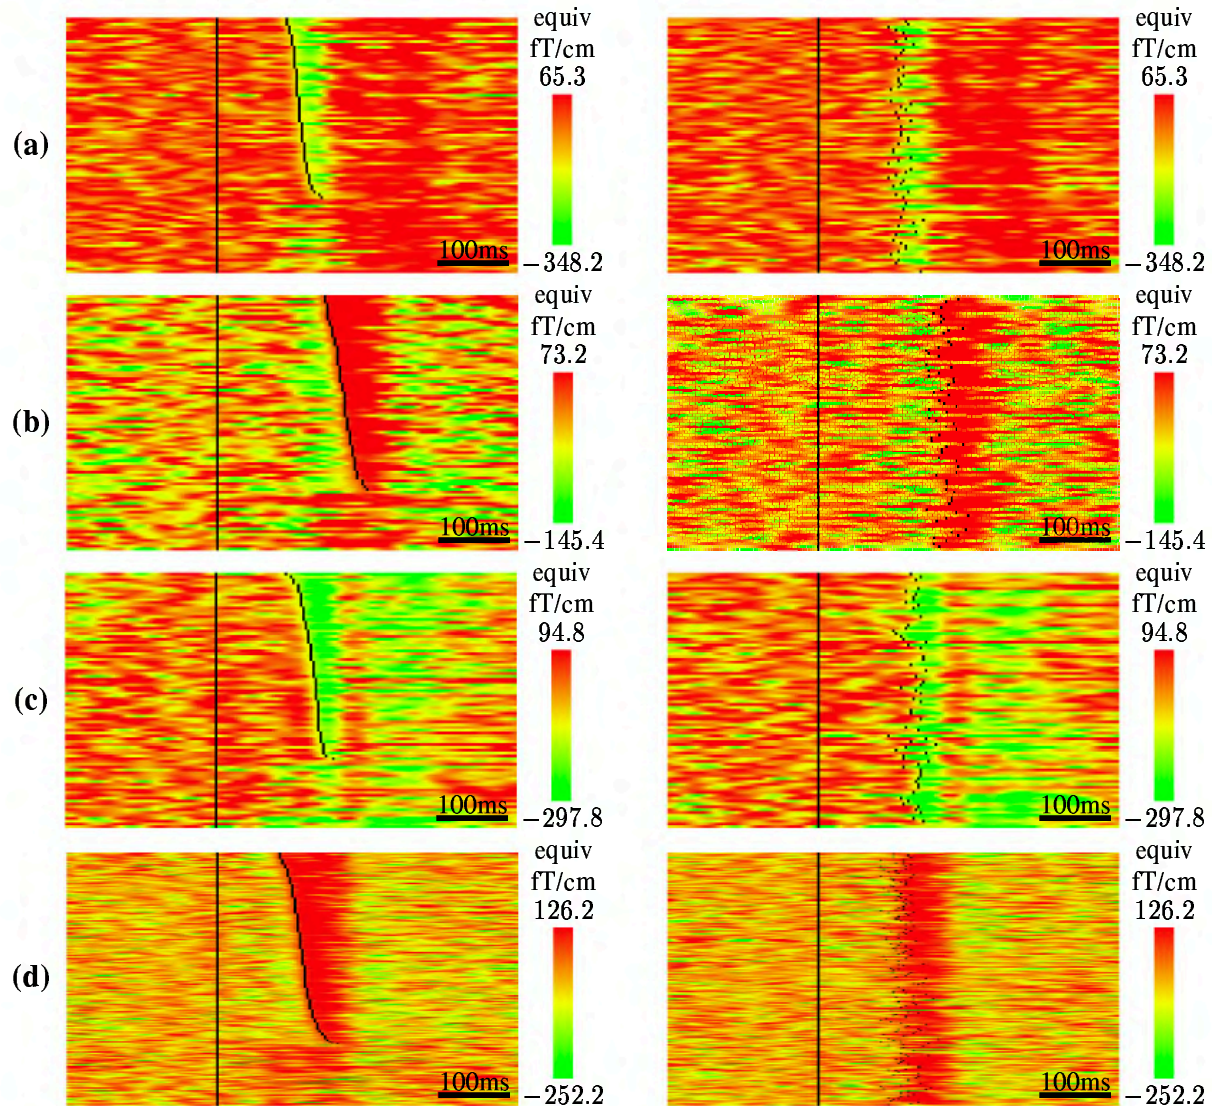 equiv
fT/cm
65.3
(a)
100ms
−348.2
equiv
fT/cm
65.3
100ms
−348.2
equiv
fT/cm
73.2
(b)
100ms
−145.4
equiv
fT/cm
73.2
100ms
−145.4
equiv
fT/cm
94.8
(c)
100ms
−297.8
equiv
fT/cm
94.8
100ms
−297.8
equiv
fT/cm
126.2
(d)
100ms
−252.2
equiv
fT/cm
126.2
100ms
−252.2